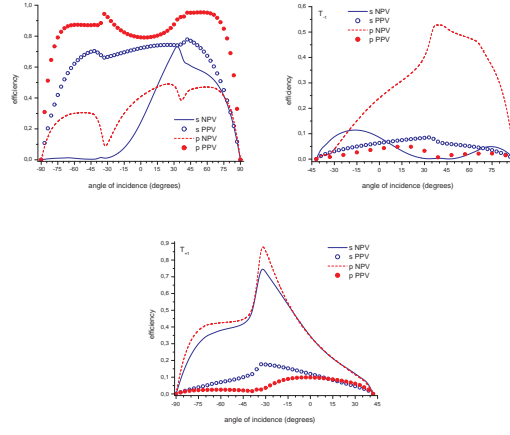 1,0
0,8
0,6
0,4
0,2
0,0
efficiency
-90 -75 -60 -45 -30 -15 0 15 30 45 60 75 90
angle of incidence (degrees)
s NPV
s PPV
p NPV
p PPV
0,6
0,5
0,4
0,3
0,2
0,1
0,0
efficiency
-45 -30 -15 0 15 30 45 60 75
angle of incidence (degrees)
s NPV
s PPV
p NPV
p PPV
0,9
0,8
0,7
0,6
0,5
0,4
0,3
0,2
0,1
0,0
efficiency
-90 -75 -60 -45 -30 -15 0 15 30 45
angle of incidence (degrees)
s NPV
s PPV
p NPV
p PPV